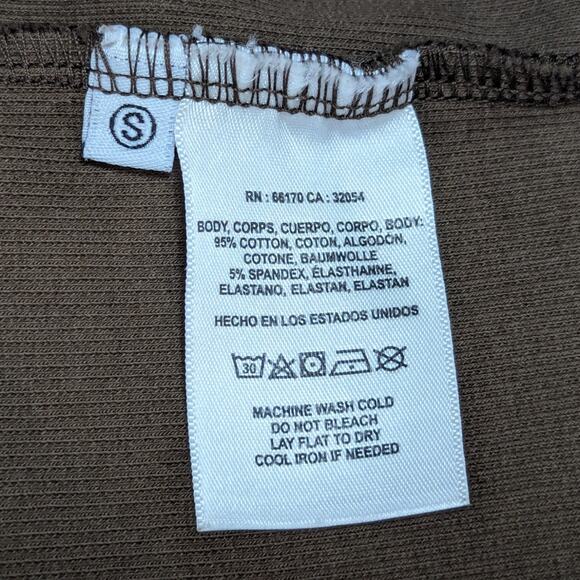 S
RN : 66170 CA : 32054
BODY, CORPS, CUERPO, CORPO, BODY:
95% COTTON, COTON, ALGODÓN,
COTONE, BAUMWOLLE
5% SPANDEX, ÉLASTHANNE,
ELASTANO, ELASTAN, ELASTAN
HECHO EN LOS ESTADOS UNIDOS
30
MACHINE WASH COLD
DO NOT BLEACH
LAY FLAT TO DRY
COOL IRON IF NEEDED